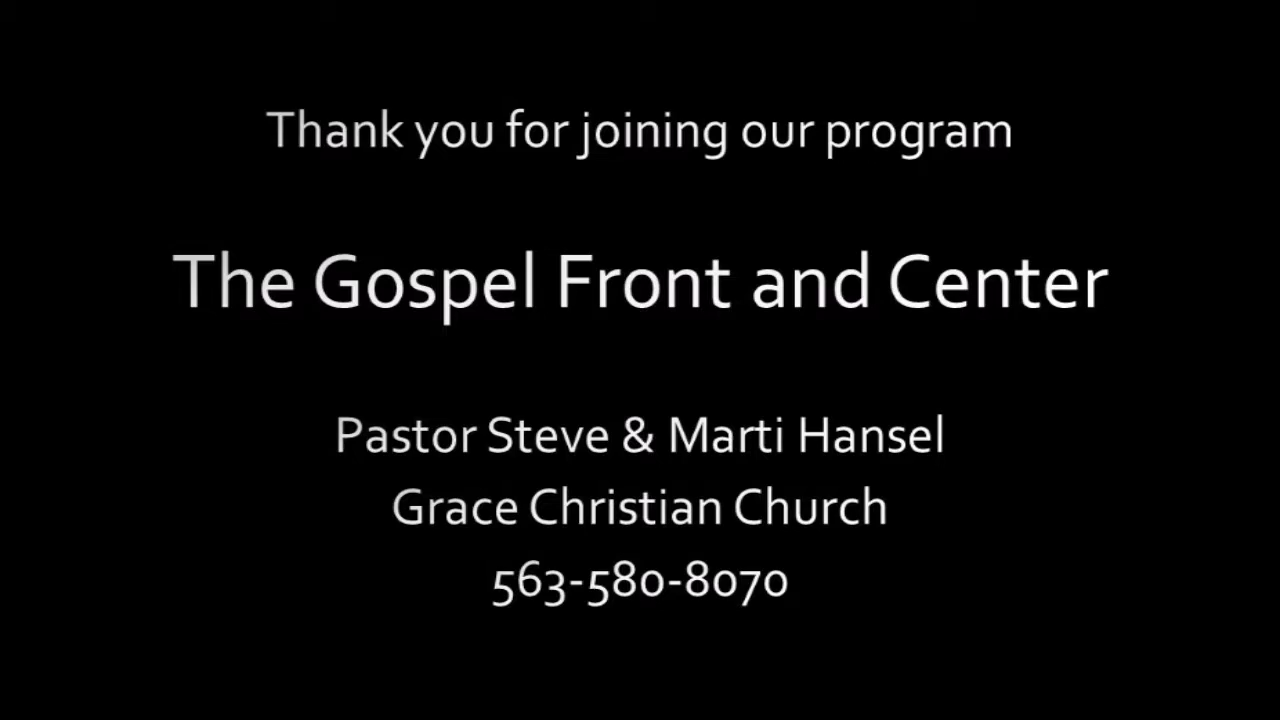 Thank you for joining our program
The Gospel Front and Center
Pastor Steve & Marti Hansel
Grace Christian Church
563-580-8070